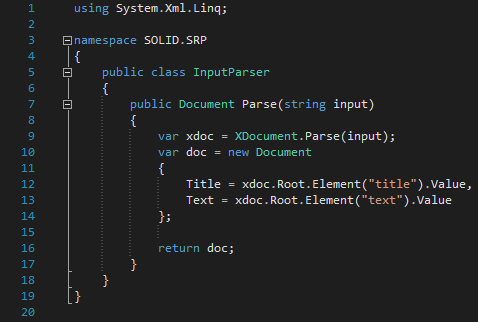 1 using System.Xml.Linq;
2
3 namespace SOLID.SRP
4 {
5     public class InputParser
6     {
7         public Document Parse(string input)
8         {
9             var xdoc = XDocument.Parse(input);
10             var doc = new Document
11             {
12                 Title = xdoc.Root.Element("title").Value,
13                 Text = xdoc.Root.Element("text").Value
14             };
15
16             return doc;
17         }
18     }
19 }
20